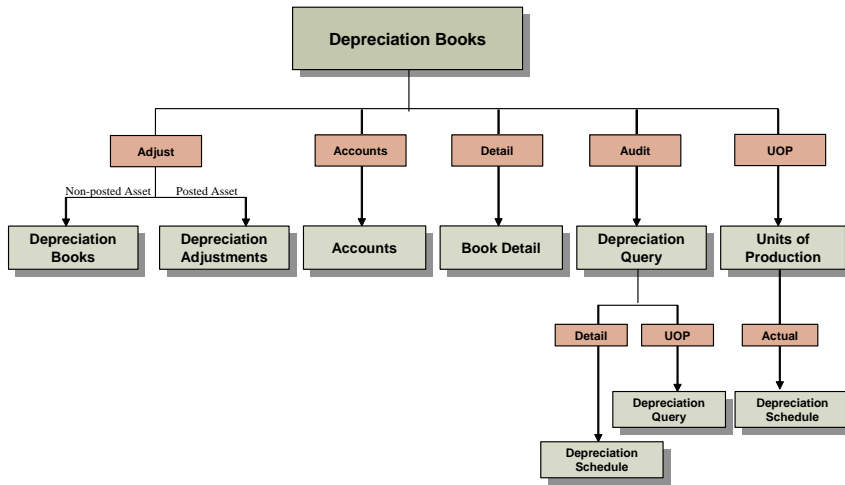 Depreciation Books
Adjust
Accounts
Detail
Audit
UOP
Non-posted Asset
Posted Asset
Depreciation
Books
Depreciation
Adjustments
Accounts
Book Detail
Depreciation
Query
Units of
Production
Detail
UOP
Actual
Depreciation
Query
Depreciation
Schedule
Depreciation
Schedule